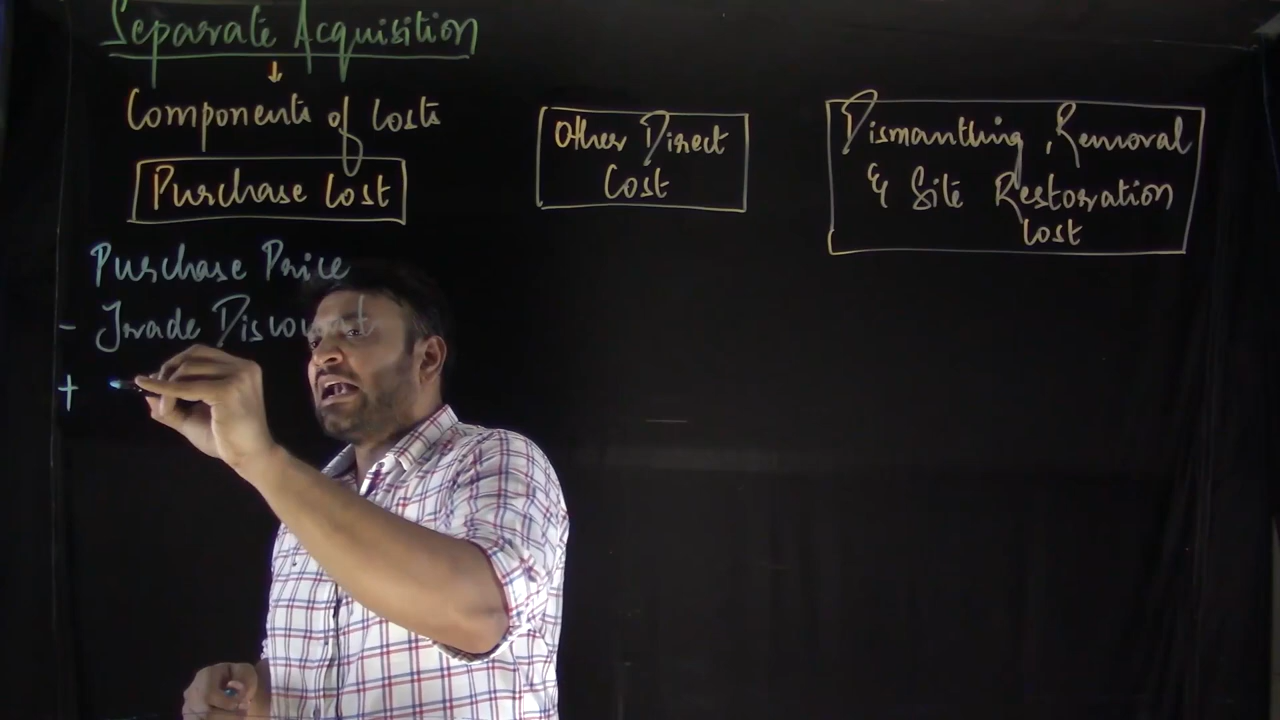 Separate Acquisition
↓
Components of Costs
Purchase Cost
Purchase Price
- Trade Discount
+
Other Direct
Cost
Dismantling, Removal
& Site Restoration
Cost